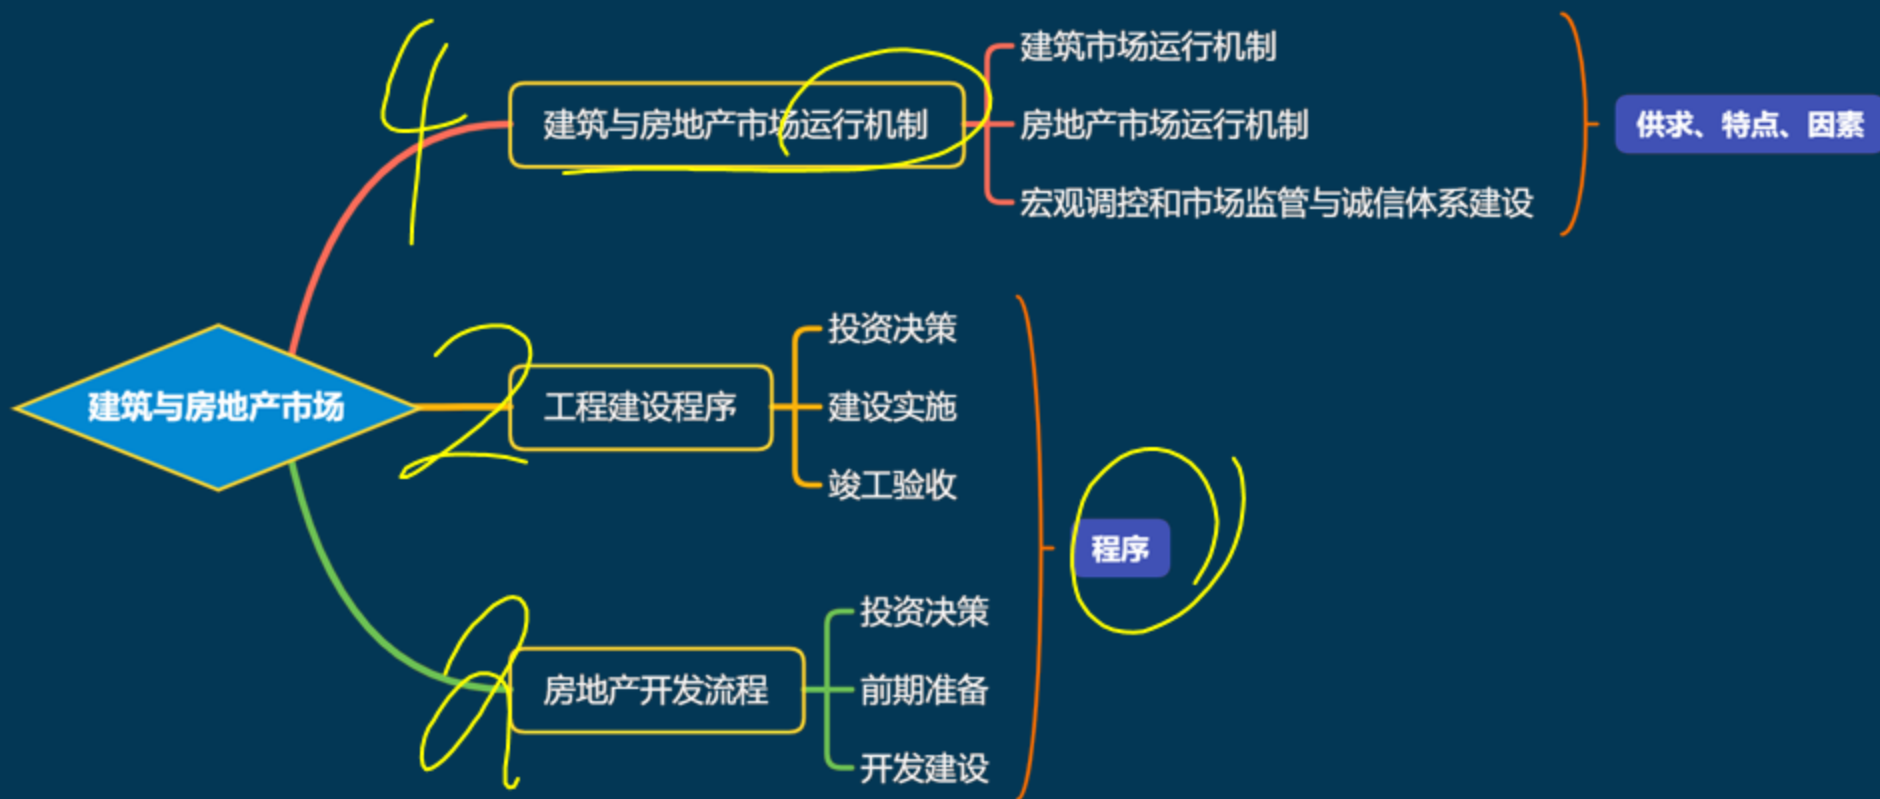 4
建筑与房地产市场运行机制
建筑市场运行机制
房地产市场运行机制
宏观调控和市场监管与诚信体系建设
供求、特点、因素
建筑与房地产市场
2
工程建设程序
投资决策
建设实施
竣工验收
程序
2
房地产开发流程
投资决策
前期准备
开发建设